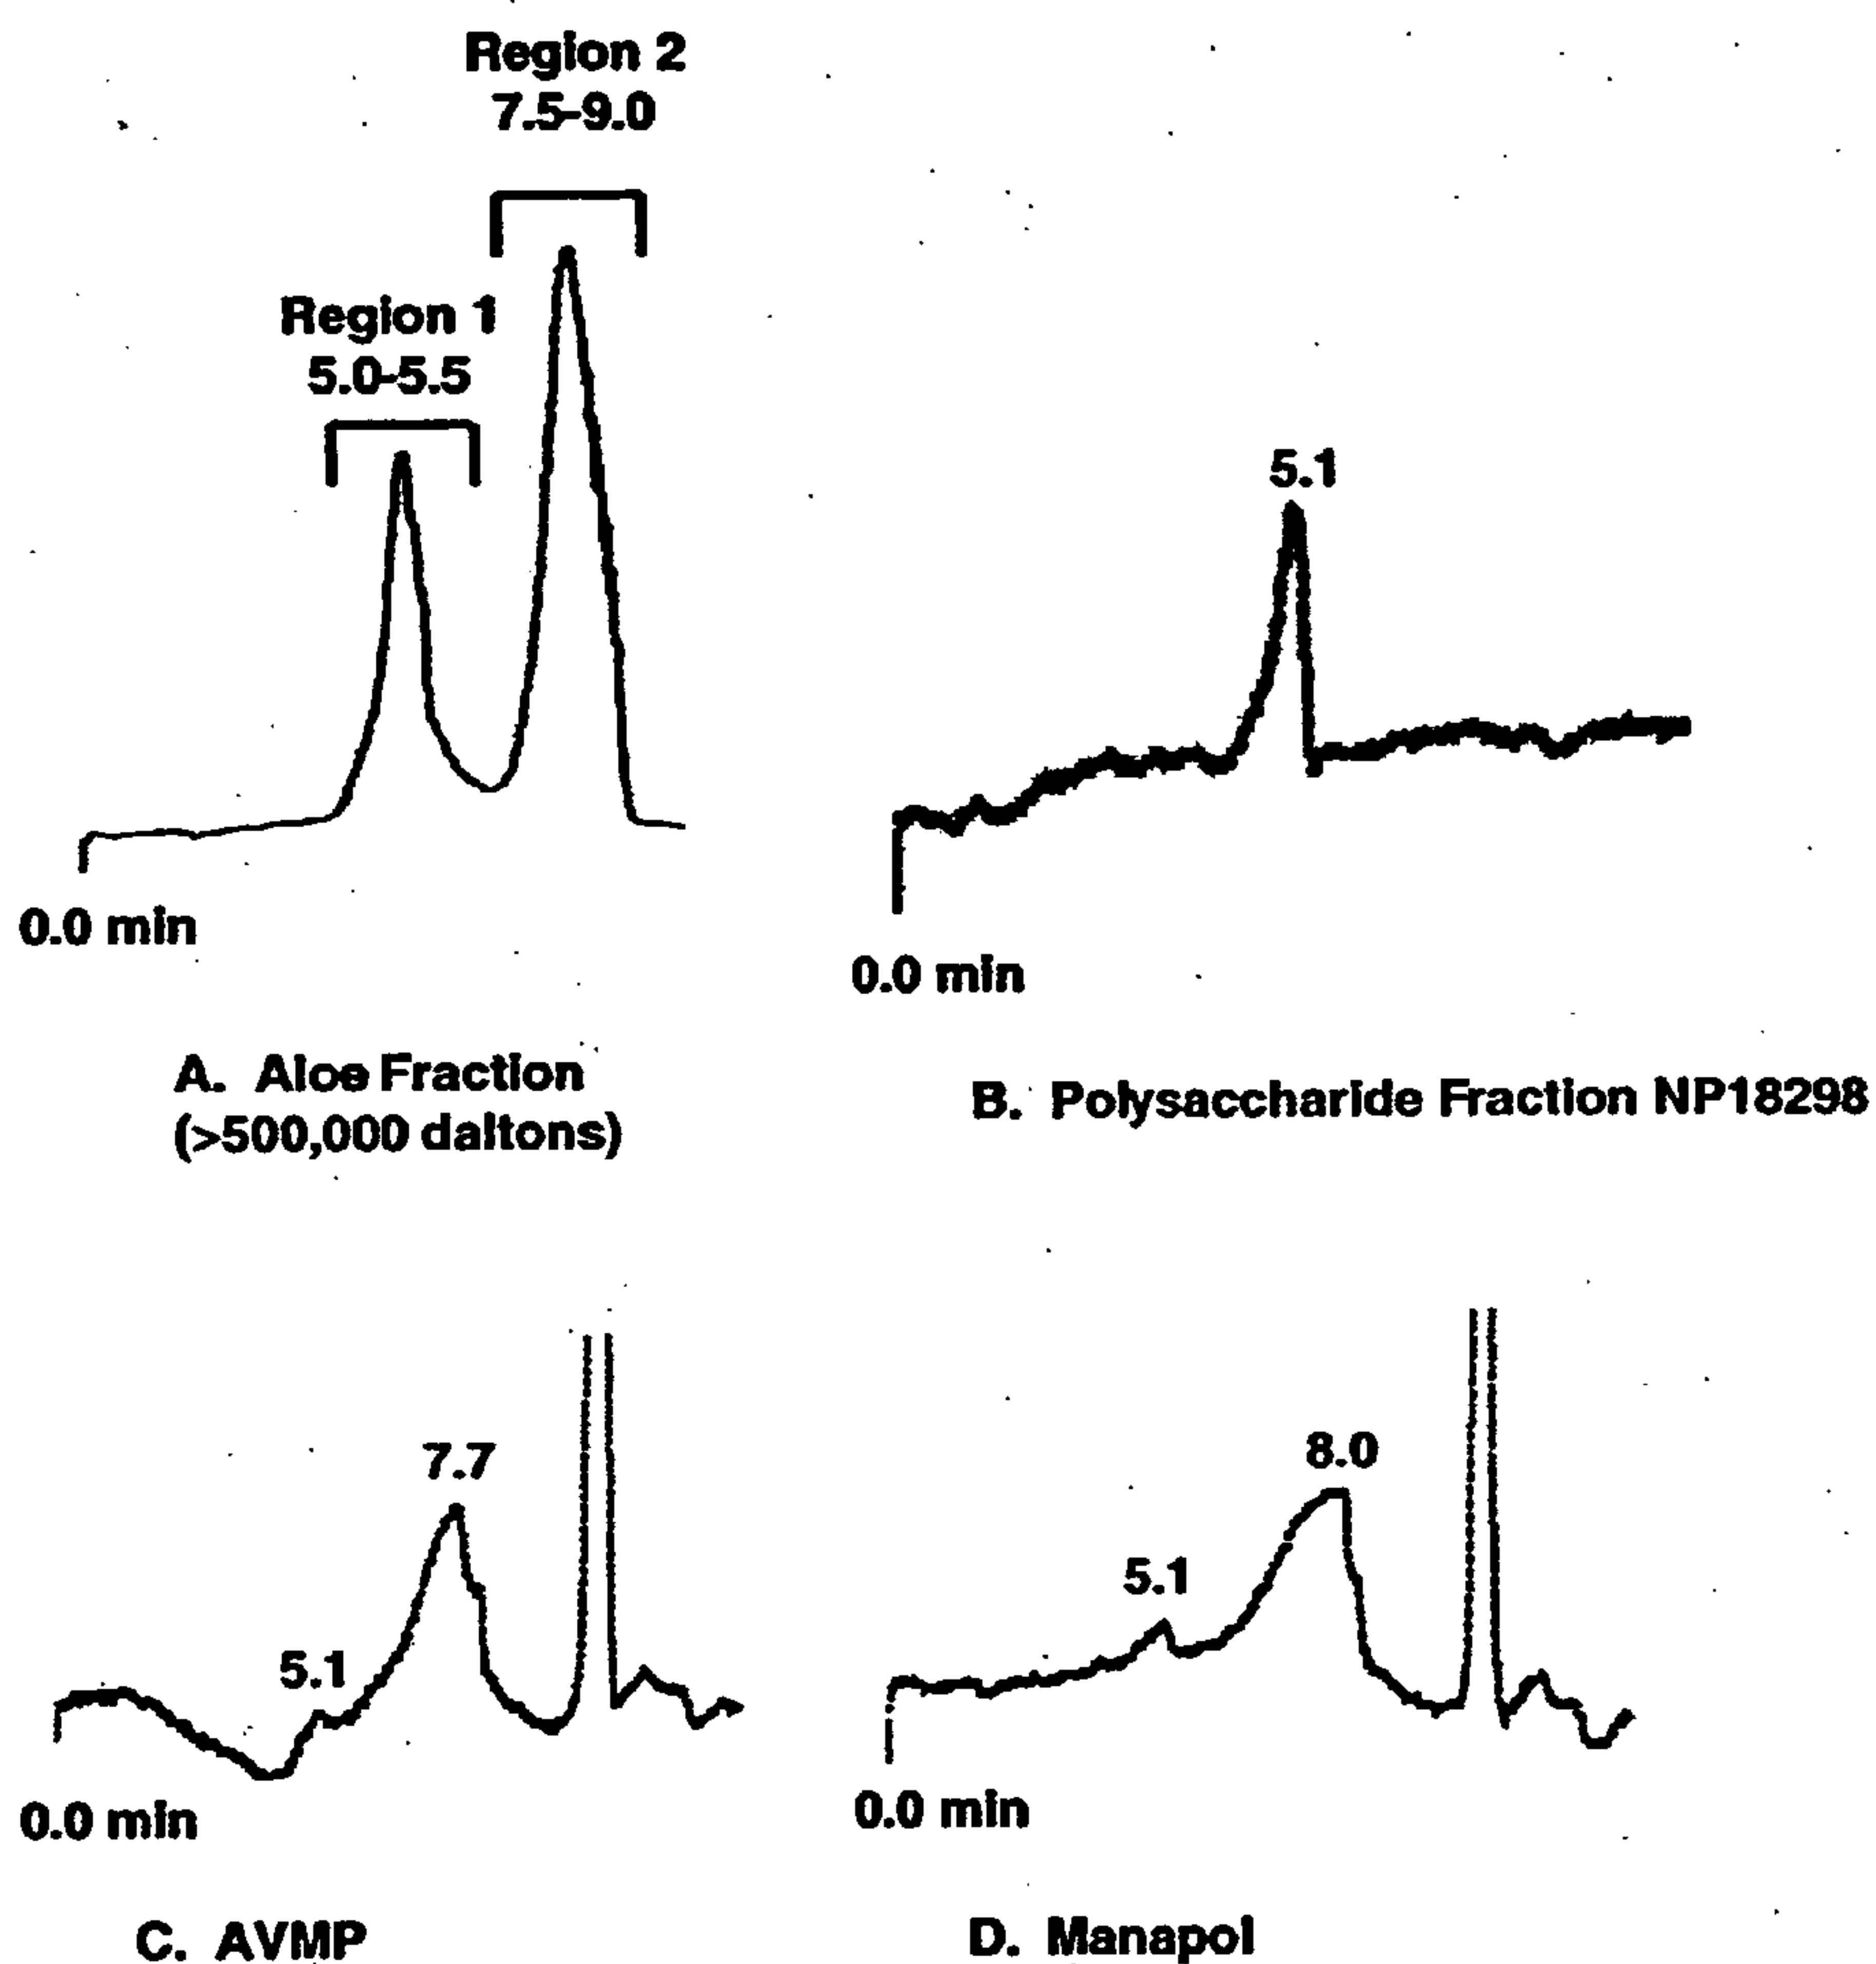 Region 2
7.5-9.0
Region 1
5.0-5.5
0.0 min
A. Aloe Fraction
(>500,000 daltons)
5.1
0.0 min
B. Polysaccharide Fraction NP18298
7.7
5.1
0.0 min
C. AVMP
8.0
5.1
0.0 min
D. Manapol